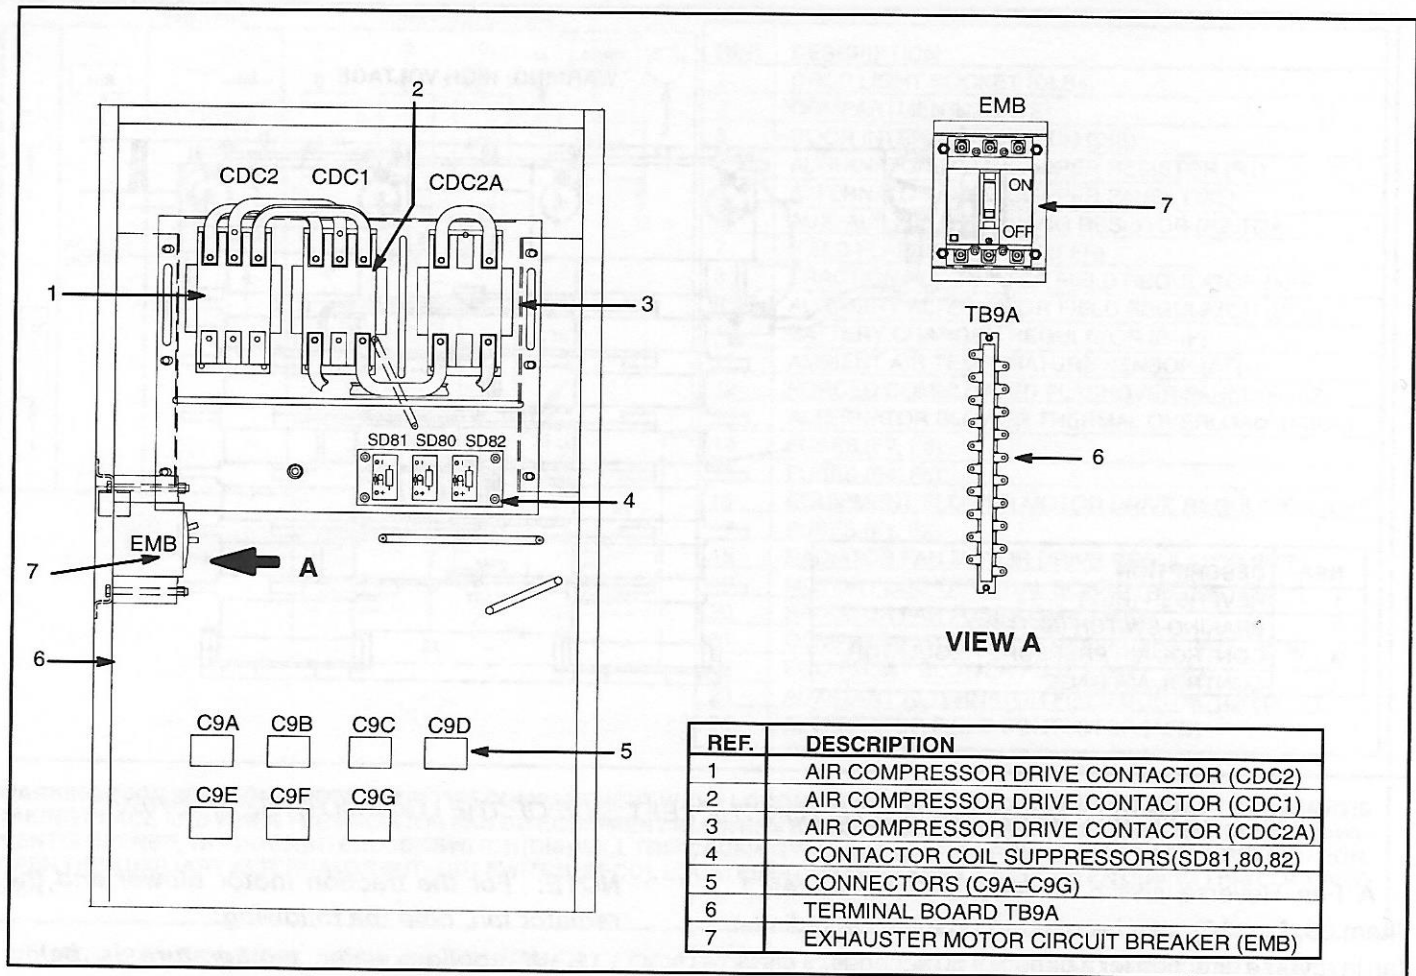 2
EMB
CDC2 CDC1 CDC2A
ON
7
OFF
1
3
TB9A
SD81 SD80 SD82
6
4
EMB
7
A
VIEW A
6
C9A C9B C9C C9D
5
C9E C9F C9G
REF. DESCRIPTION
1 AIR COMPRESSOR DRIVE CONTACTOR (CDC2)
2 AIR COMPRESSOR DRIVE CONTACTOR (CDC1)
3 AIR COMPRESSOR DRIVE CONTACTOR (CDC2A)
4 CONTACTOR COIL SUPPRESSORS(SD81,80,82)
5 CONNECTORS (C9A–C9G)
6 TERMINAL BOARD TB9A
7 EXHAUSTER MOTOR CIRCUIT BREAKER (EMB)